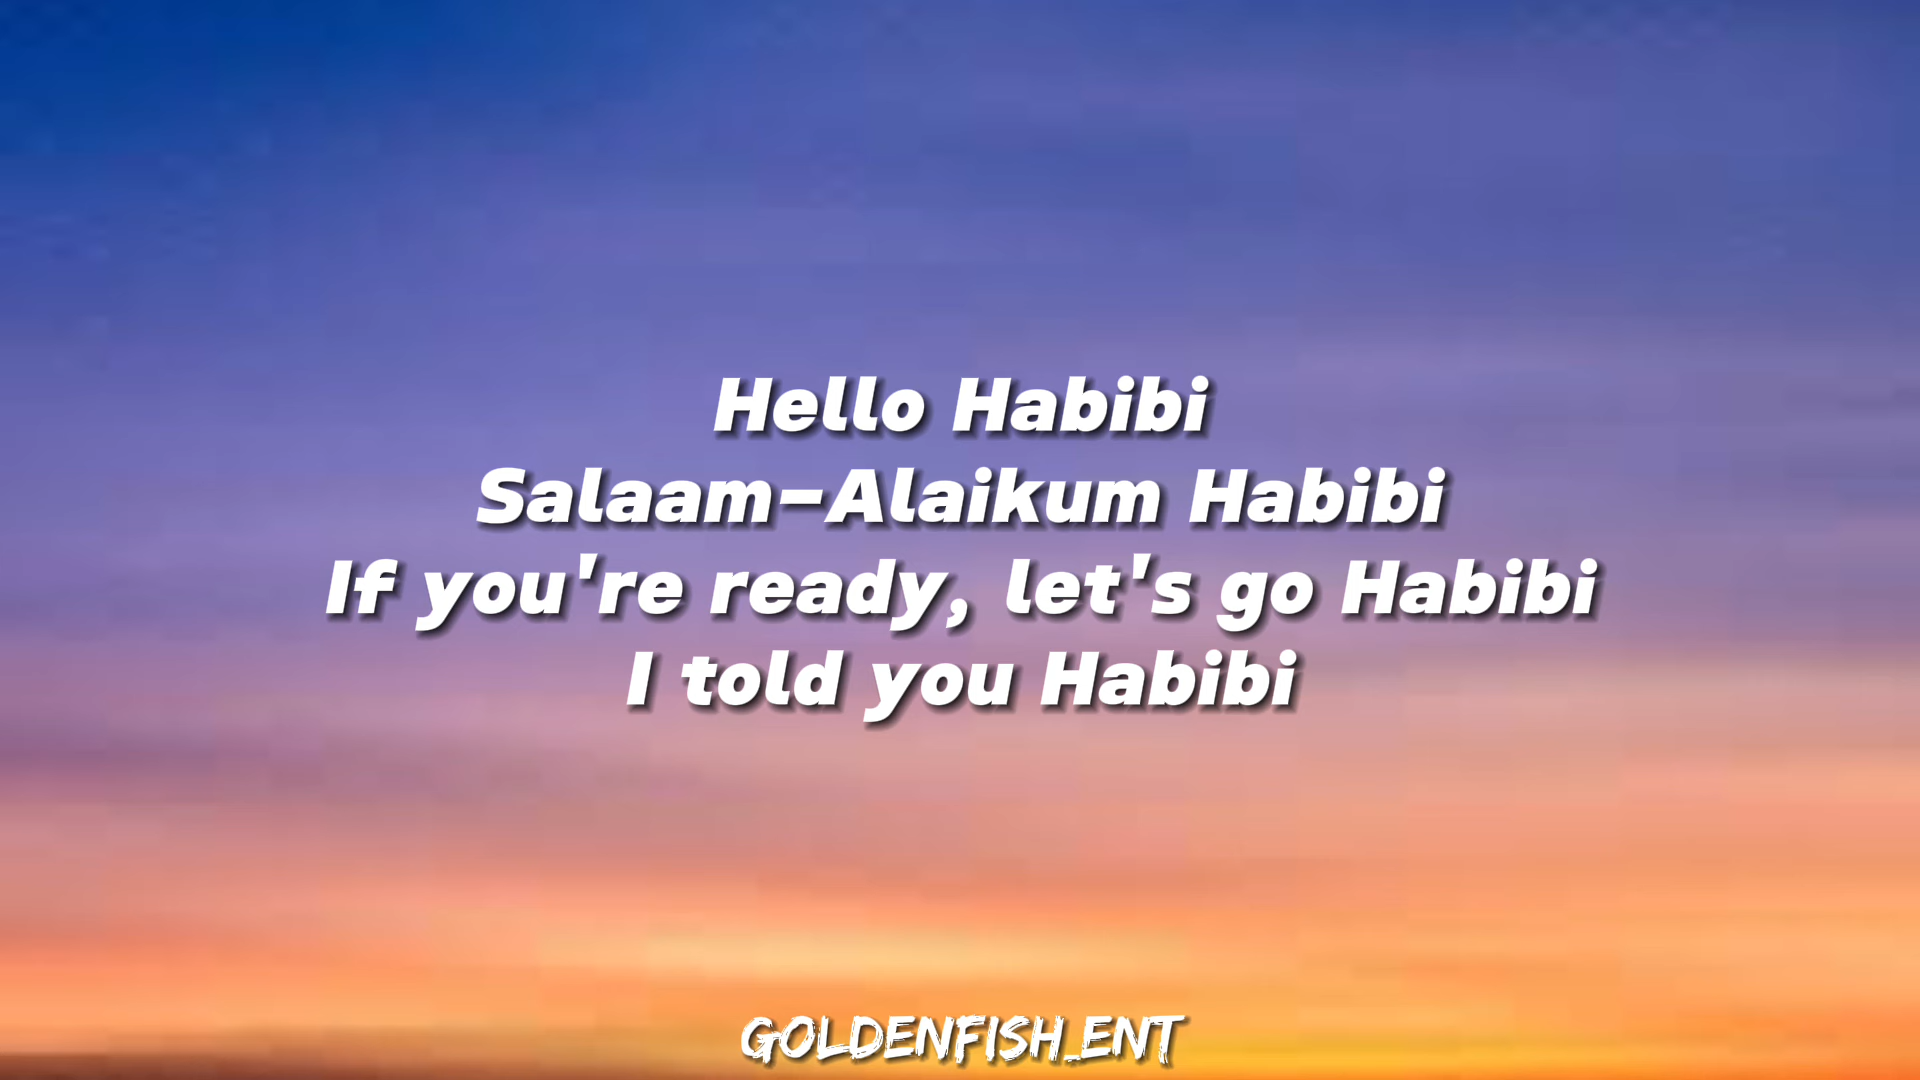 Hello Habibi
Salaam-Alaikum Habibi
If you're ready, let's go Habibi
I told you Habibi
GOLDENFISH_ENT